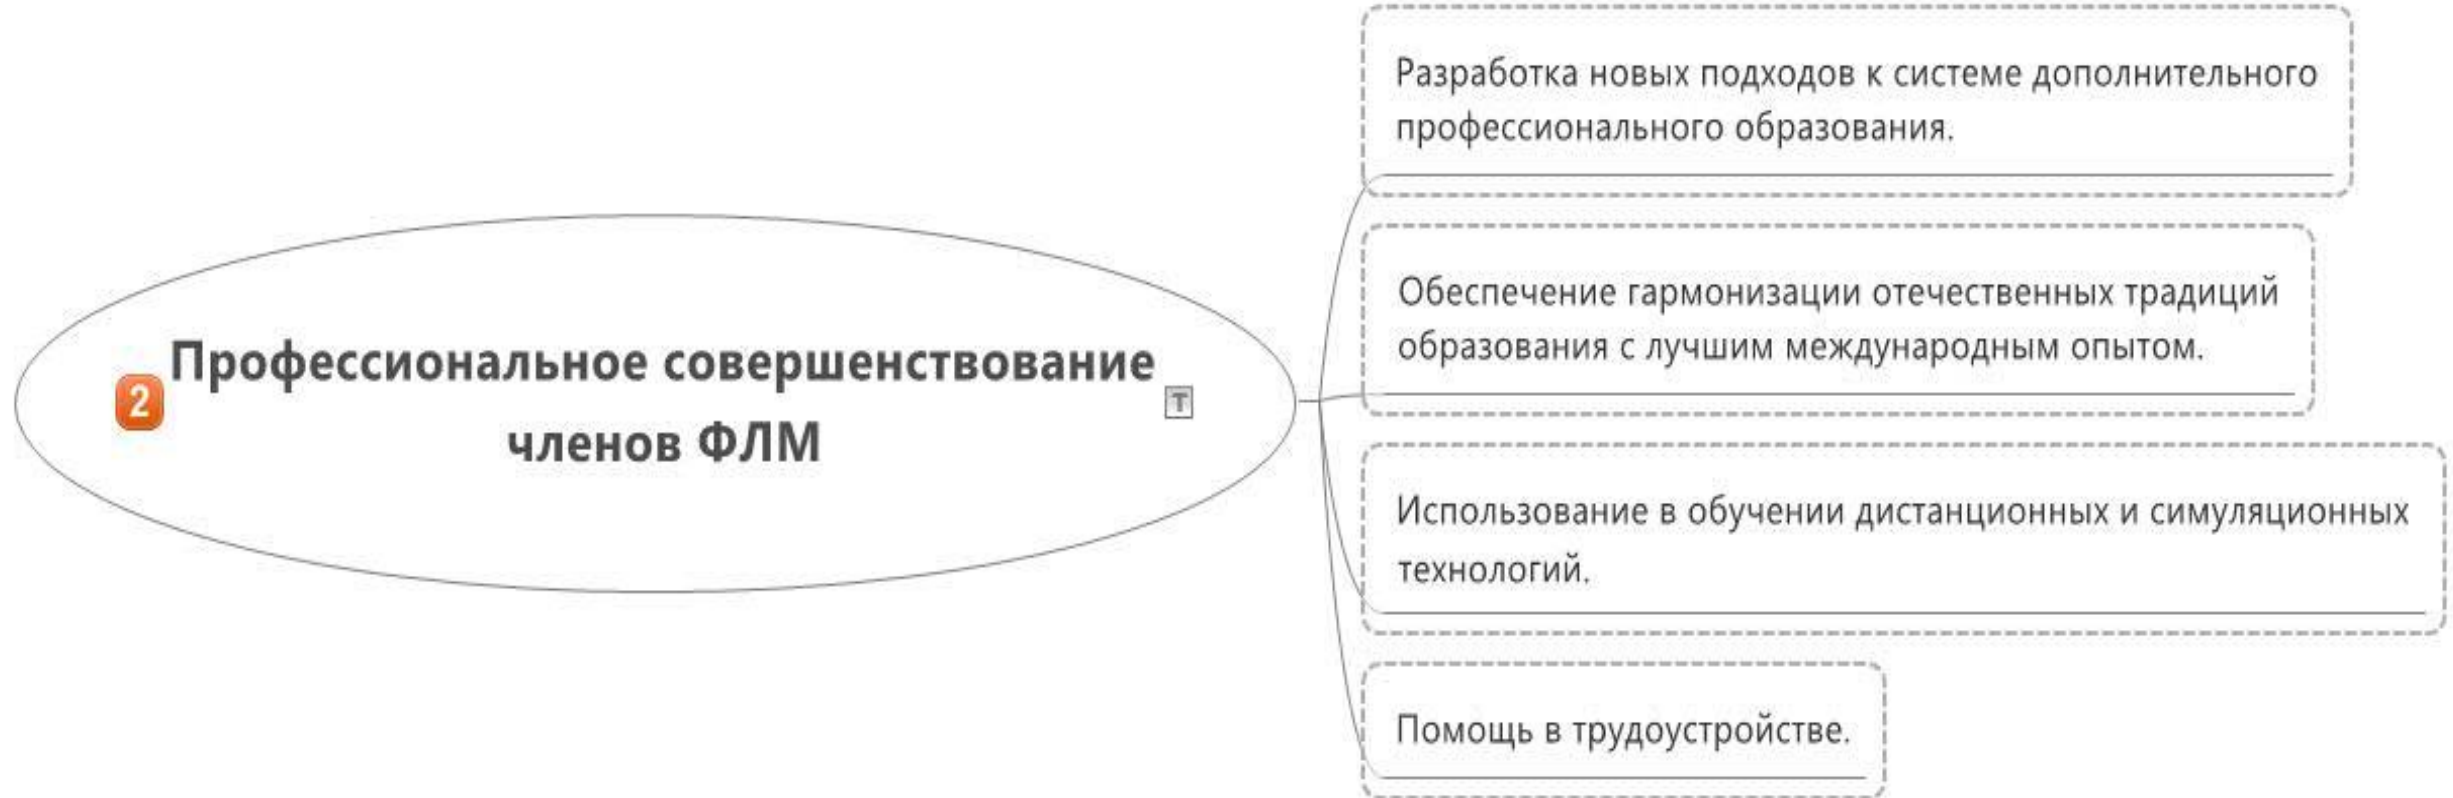 2
Профессиональное совершенствование
членов ФЛМ
T
Разработка новых подходов к системе дополнительного
профессионального образования.
Обеспечение гармонизации отечественных традиций
образования с лучшим международным опытом.
Использование в обучении дистанционных и симуляционных
технологий.
Помощь в трудоустройстве.